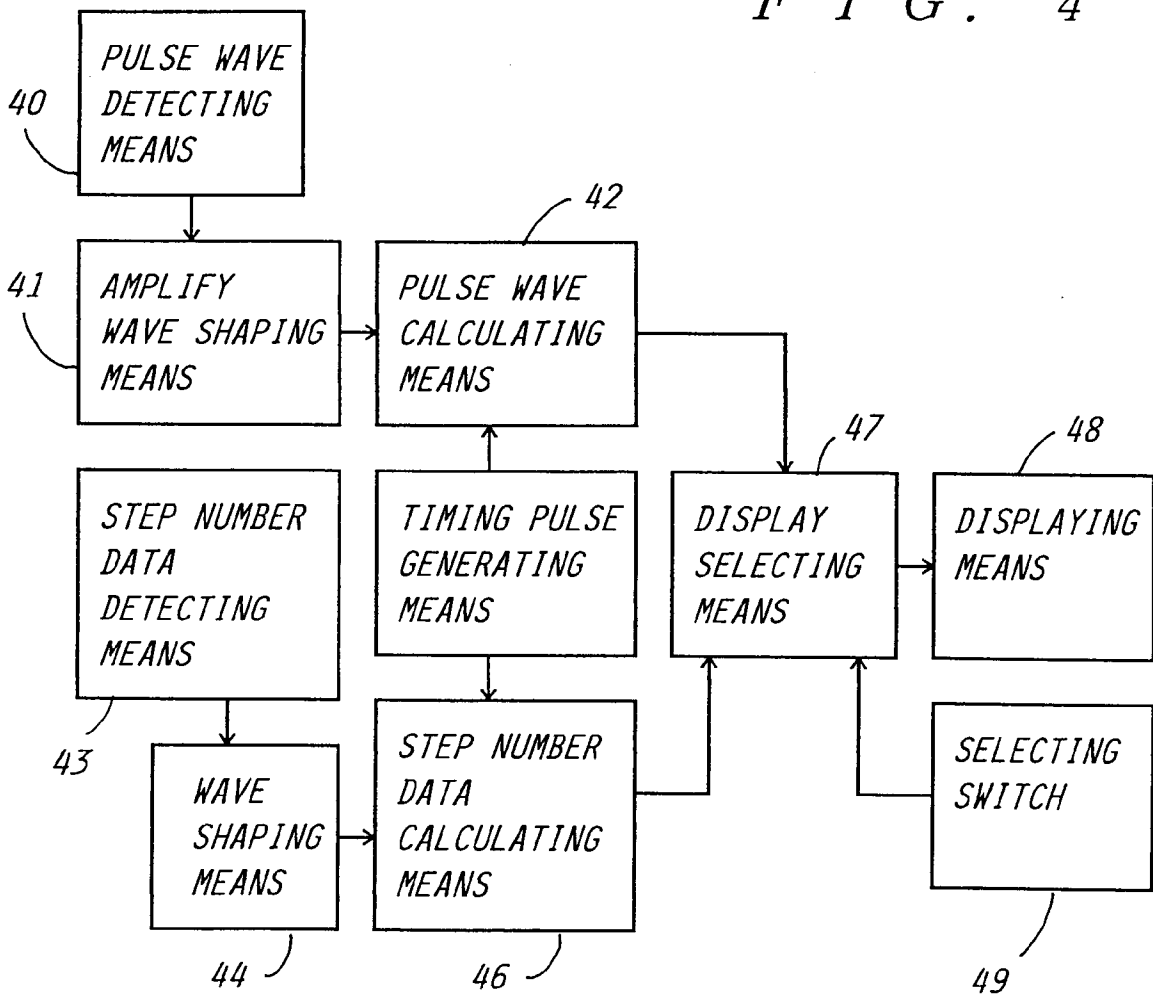 F I G . 4
PULSE WAVE
DETECTING
MEANS
40
42
41
AMPLIFY
WAVE SHAPING
MEANS
PULSE WAVE
CALCULATING
MEANS
47
48
STEP NUMBER
DATA
DETECTING
MEANS
TIMING PULSE
GENERATING
MEANS
DISPLAY
SELECTING
MEANS
DISPLAYING
MEANS
43
WAVE
SHAPING
MEANS
STEP NUMBER
DATA
CALCULATING
MEANS
SELECTING
SWITCH
44
46
49